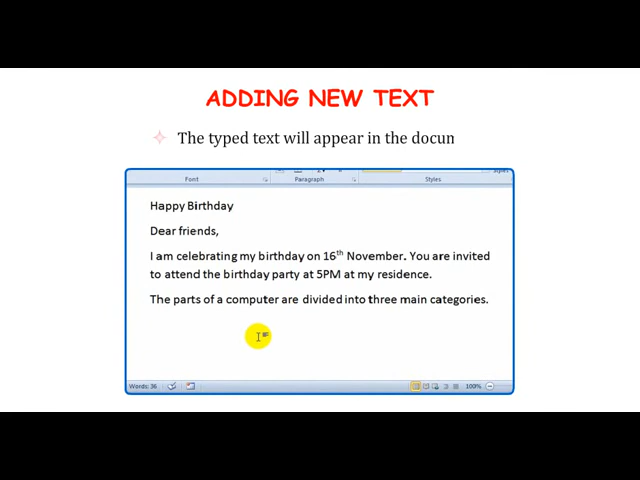 ADDING NEW TEXT
The typed text will appear in the docun
Font Paragraph Styles
Happy Birthday
Dear friends,
I am celebrating my birthday on 16th November. You are invited
to attend the birthday party at 5PM at my residence.
The parts of a computer are divided into three main categories.
Words: 36 100%